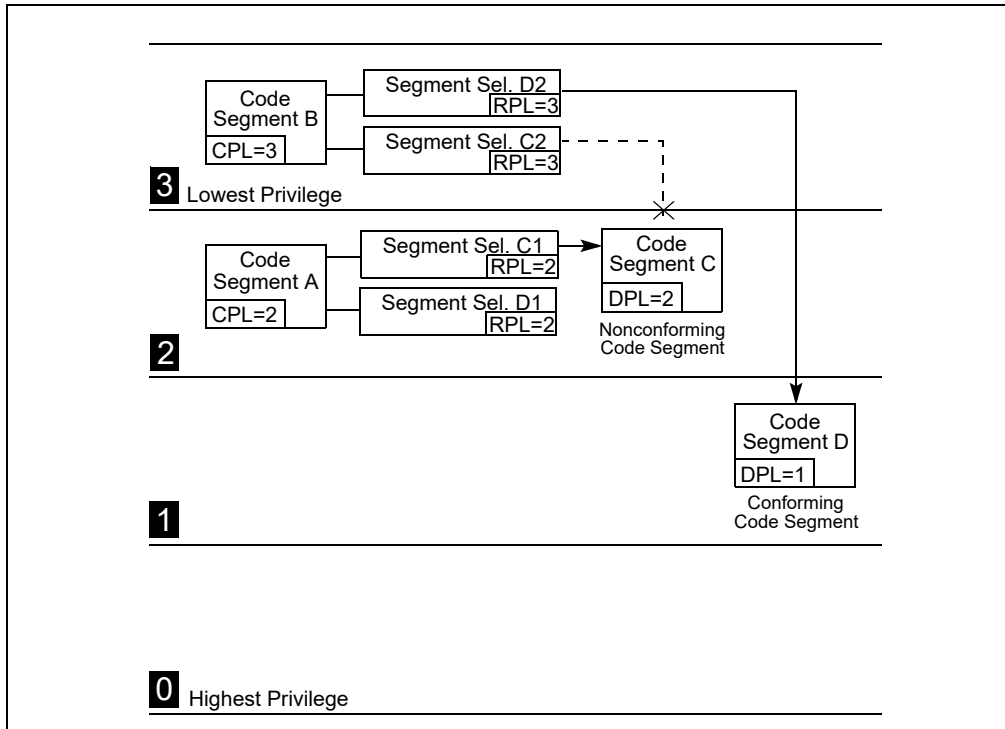 Code
Segment B
CPL=3
Segment Sel. D2
RPL=3
Segment Sel. C2
RPL=3
3 Lowest Privilege
Code
Segment A
CPL=2
Segment Sel. C1
RPL=2
Segment Sel. D1
RPL=2
Code
Segment C
DPL=2
Nonconforming
Code Segment
2
Code
Segment D
DPL=1
Conforming
Code Segment
1
0 Highest Privilege